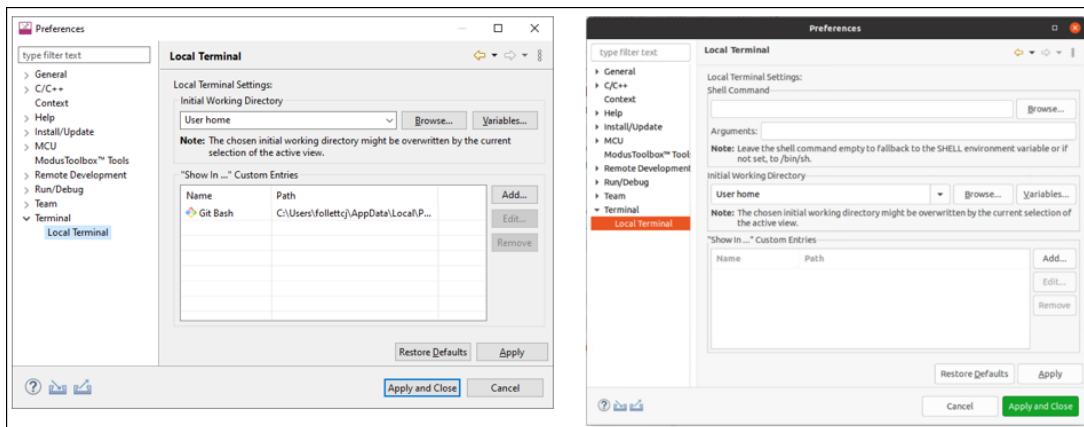 Preferences
type filter text
General
C/C++
Context
Help
Install/Update
MCU
ModusToolbox™ Tools
Remote Development
Run/Debug
Team
Terminal
Local Terminal
Local Terminal
Local Terminal Settings:
Initial Working Directory
User home
Browse...
Variables...
Note: The chosen initial working directory might be overwritten by the current
selection of the active view.
"Show In ..." Custom Entries
Name Path
Git Bash C:\Users\follettcj\AppData\Local\P...
Add...
Edit...
Remove
Restore Defaults
Apply
Apply and Close
Cancel
Preferences
type filter text
General
C/C++
Context
Help
Install/Update
MCU
ModusToolbox™ Tool
Remote Development
Run/Debug
Team
Terminal
Local Terminal
Local Terminal
Local Terminal Settings:
Shell Command
Browse...
Arguments:
Note: Leave the shell command empty to fallback to the SHELL environment variable or if
not set, to /bin/sh.
Initial Working Directory
User home
Browse...
Variables...
Note: The chosen initial working directory might be overwritten by the current selection of
the active view.
"Show In ..." Custom Entries
Name Path
Add...
Edit...
Remove
Restore Defaults
Apply
Cancel
Apply and Close